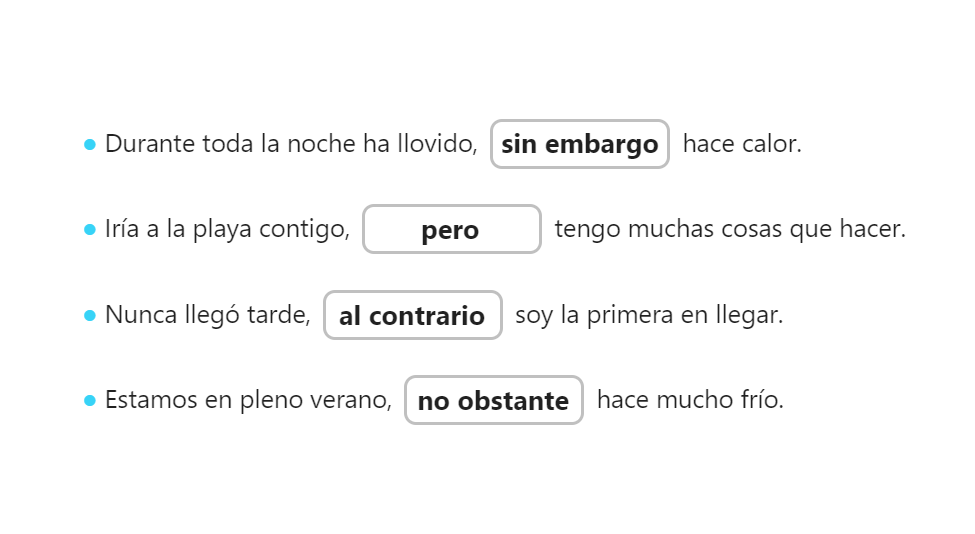 • Durante toda la noche ha llovido, sin embargo hace calor.
• Iría a la playa contigo, pero tengo muchas cosas que hacer.
• Nunca llegó tarde, al contrario soy la primera en llegar.
• Estamos en pleno verano, no obstante hace mucho frío.